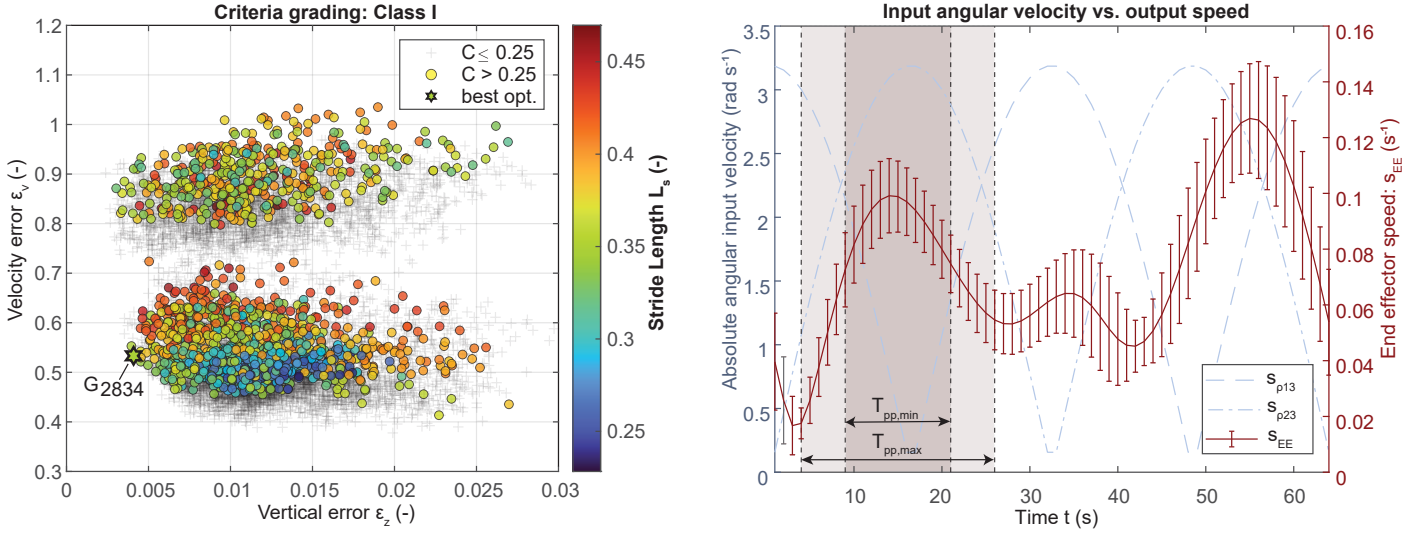 Criteria grading: Class I
1.2
1.1
1
0.9
0.8
0.7
0.6
0.5
0.4
0.3
Velocity error ε_v (-)
C ≤ 0.25
C > 0.25
best opt.
G_2834
0
0.005
0.01
0.015
0.02
0.025
0.03
Vertical error ε_z (-)
0.45
0.4
0.35
0.3
0.25
Stride Length L_s (-)
Input angular velocity vs. output speed
3.5
3
2.5
2
1.5
1
0.5
0
Absolute angular input velocity (rad s⁻¹)
T_pp,min
T_pp,max
s_ρ13
s_ρ23
s_EE
10
20
30
40
50
60
Time t (s)
0.16
0.14
0.12
0.1
0.08
0.06
0.04
0.02
0
End effector speed: s_EE (s⁻¹)